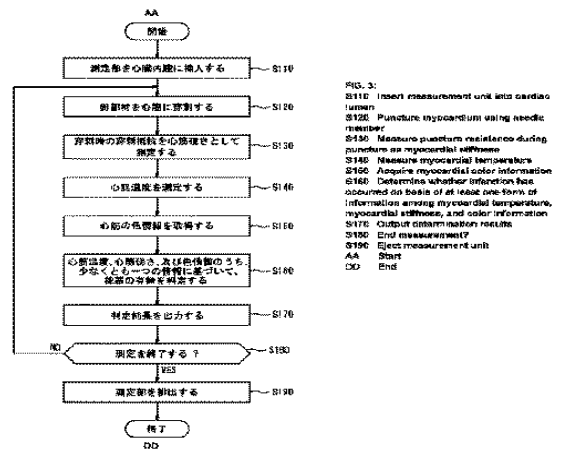 AA
開始
測定部を心臓内腔に挿入する
S110
針部材を心筋に穿刺する
S120
穿刺時の穿刺抵抗を心筋硬さとして
測定する
S130
心筋温度を測定する
S140
心筋の色情報を取得する
S150
心筋温度、心筋硬さ、及び色情報のうち
少なくとも一つの情報に基づいて、
梗塞の有無を判定する
S160
判定結果を出力する
S170
測定を終了する ?
S180
NO
YES
測定部を排出する
S190
終了
DD
FIG. 3:
S110 Insert measurement unit into cardiac
lumen
S120 Puncture myocardium using needle
member
S130 Measure puncture resistance during
puncture as myocardial stiffness
S140 Measure myocardial temperature
S150 Acquire myocardial color information
S160 Determine whether infarction has
occurred on basis of at least one form of
information among myocardial temperature,
myocardial stiffness, and color information
S170 Output determination results
S180 End measurement?
S190 Eject measurement unit
AA Start
DD End